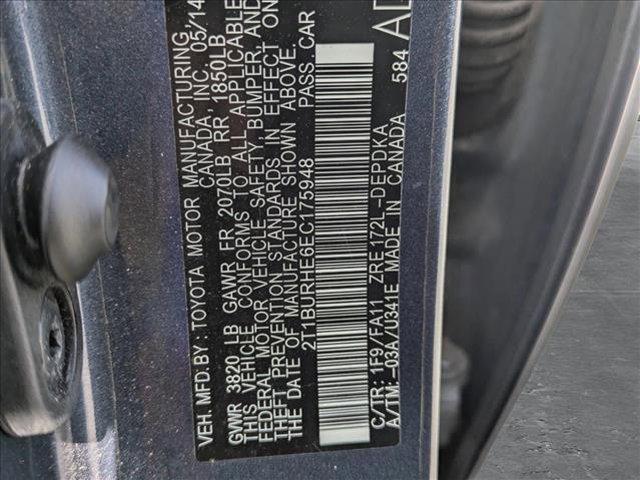 VEH. MFD.BY: TOYOTA MOTOR MANUFACTURING
CANADA, INC. 05/14
GWWR 3820 LB GAWR FR 2070LB RR 1850LB
THIS VEHICLE CONFORMS TO ALL APPLICABLE
FEDERAL MOTOR VEHICLE SAFETY, BUMPER, AND
THEFT PREVENTION STANDARDS IN EFFECT ON
THE DATE OF MANUFACTURE SHOWN ABOVE.
2T1BURHE6EC175948 PASS. CAR
C/TR: 1F9/FA11 ZRE172L-DEPDKA
A/TM: -03A/U341E MADE IN CANADA 584